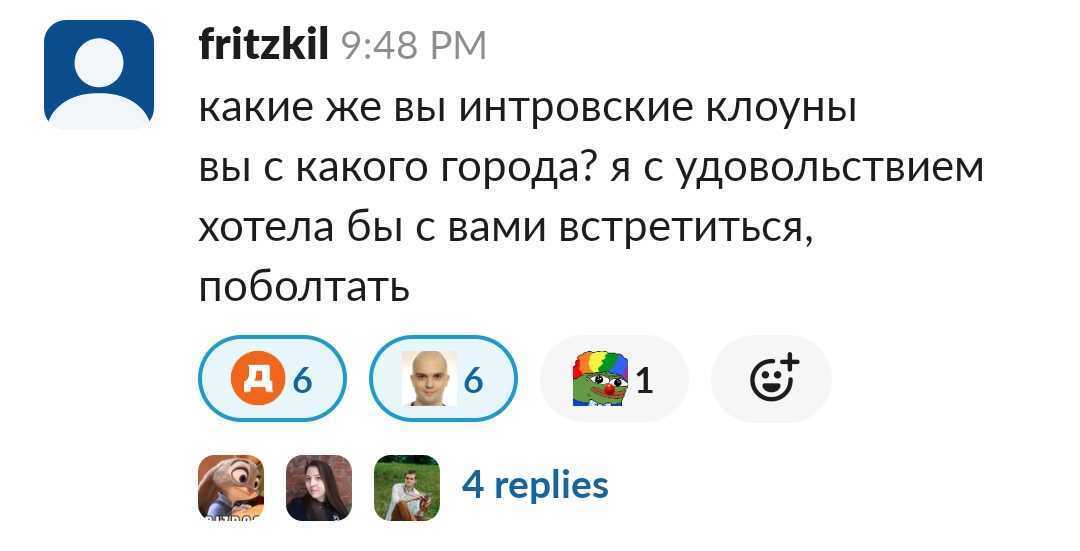 fritzkil 9:48 PM
какие же вы интровские клоуны
вы с какого города? я с удовольствием
хотела бы с вами встретиться,
поболтать
Д 6 6 1
4 replies